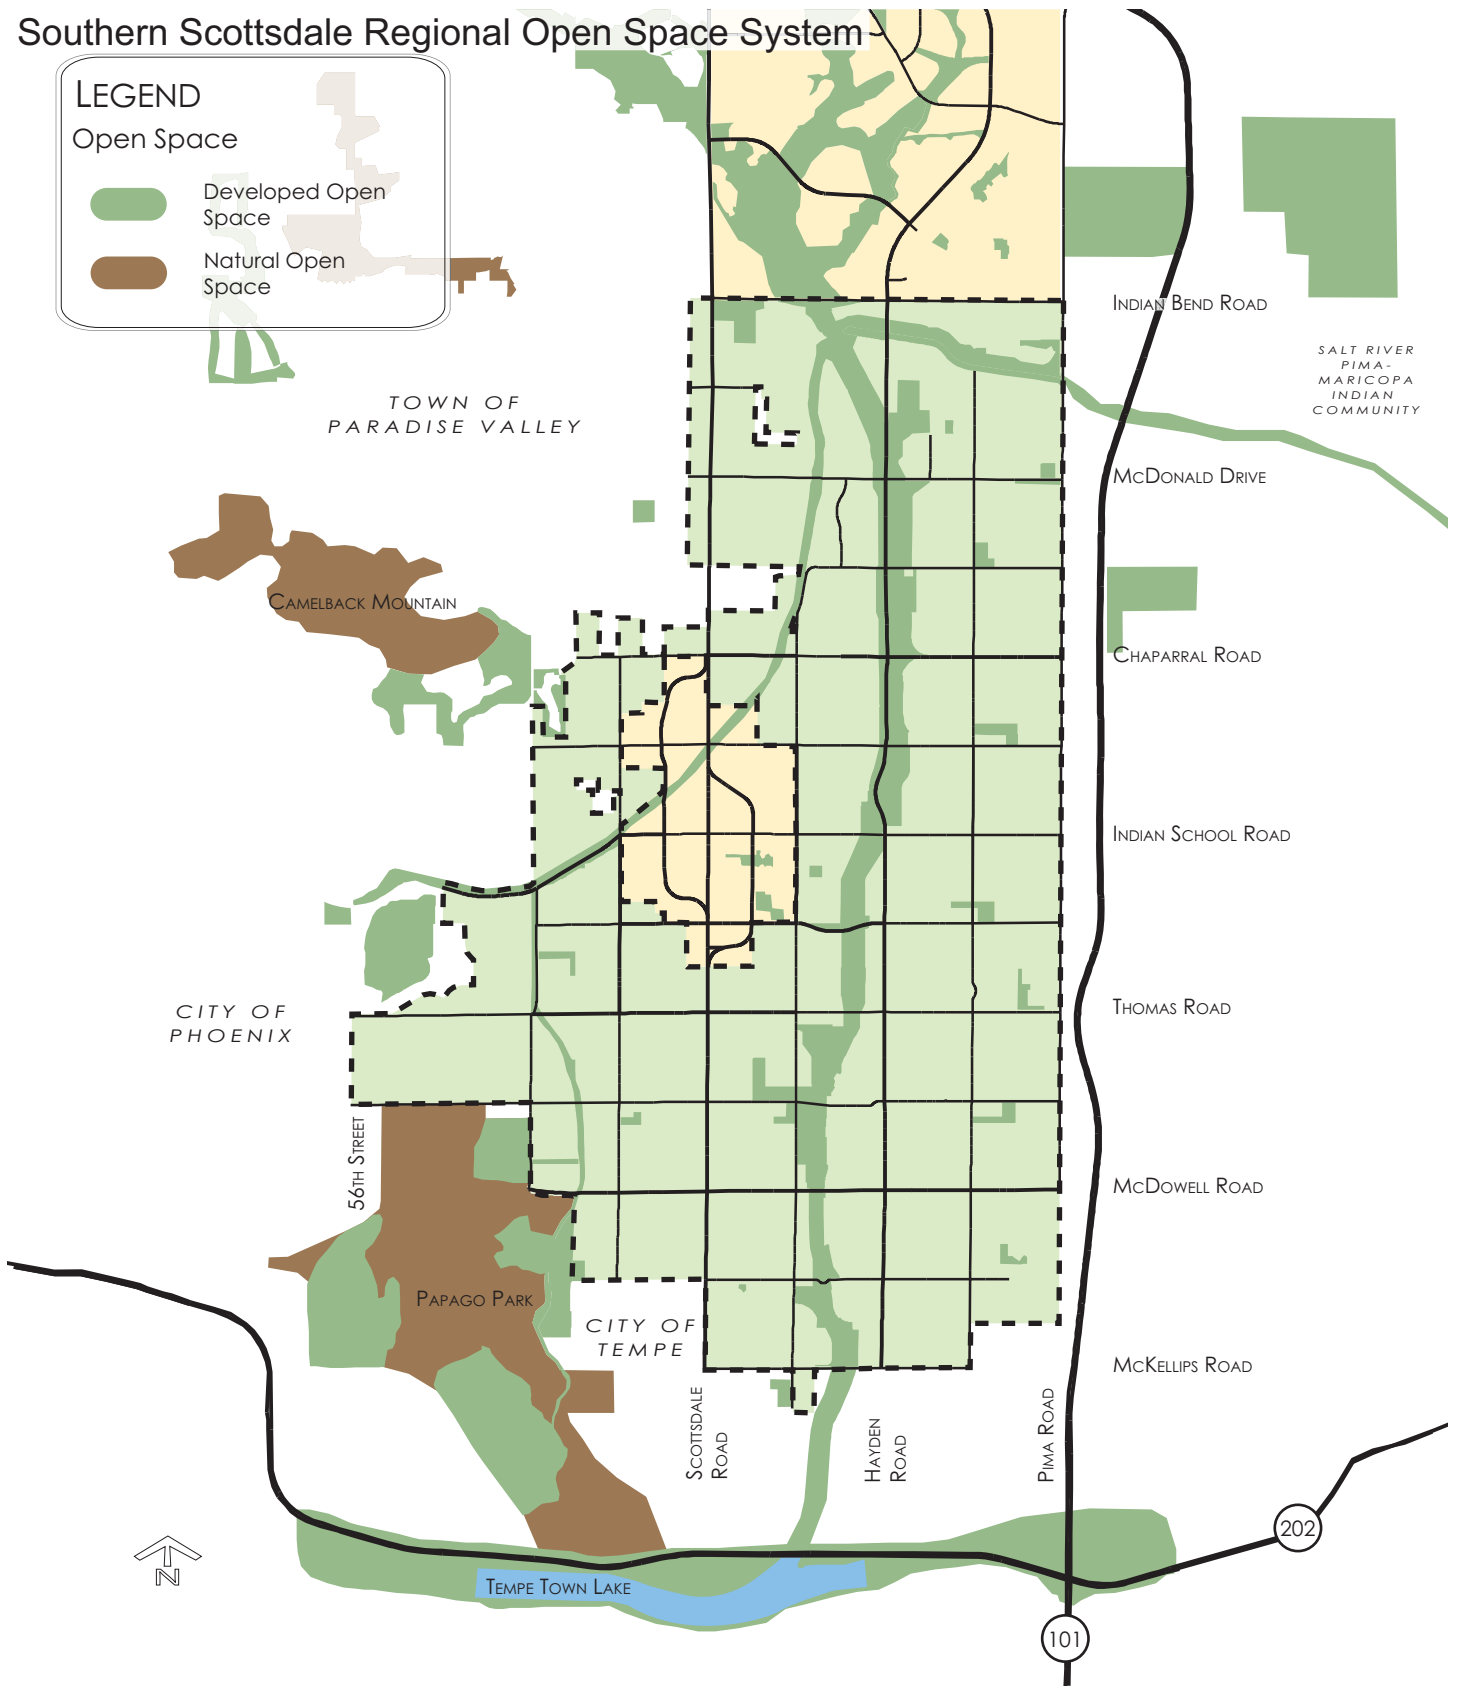 Southern Scottsdale Regional Open Space System
LEGEND
Open Space
Developed Open
Space
Natural Open
Space
INDIAN BEND ROAD
SALT RIVER
PIMA-
MARICOPA
INDIAN
COMMUNITY
TOWN OF
PARADISE VALLEY
MCDONALD DRIVE
CAMELBACK MOUNTAIN
CHAPARRAL ROAD
INDIAN SCHOOL ROAD
CITY OF
PHOENIX
THOMAS ROAD
56TH STREET
MCDOWELL ROAD
PAPAGO PARK
CITY OF
TEMPE
MCKELLIPS ROAD
SCOTTSDALE
ROAD
HAYDEN
ROAD
PIMA ROAD
202
N
TEMPE TOWN LAKE
101